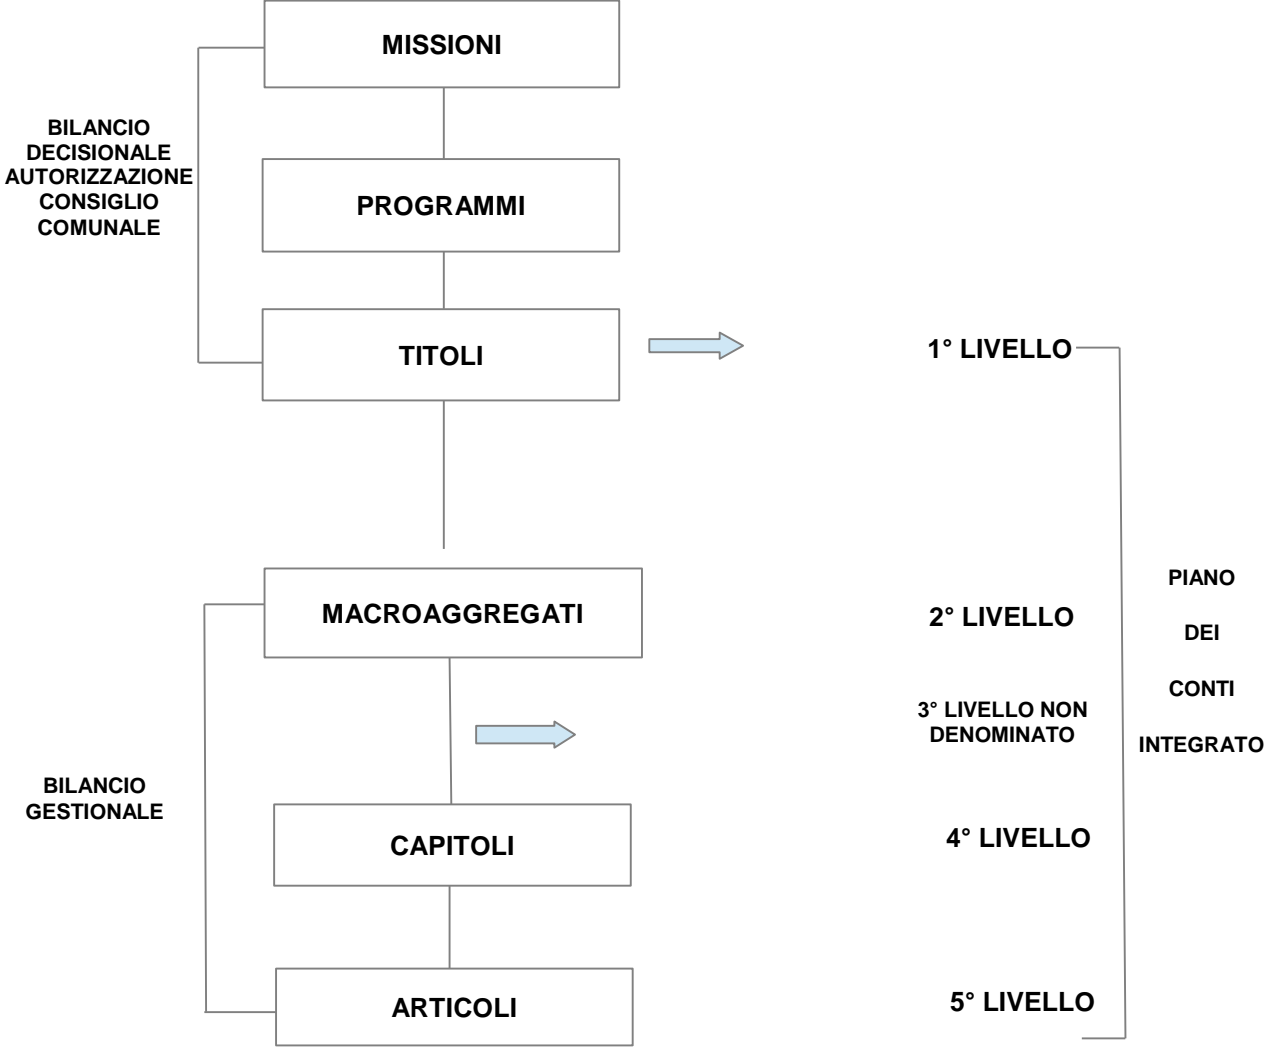 MISSIONI
BILANCIO
DECISIONALE
AUTORIZZAZIONE
CONSIGLIO
COMUNALE
PROGRAMMI
TITOLI
1° LIVELLO
MACROAGGREGATI
2° LIVELLO
3° LIVELLO NON
DENOMINATO
PIANO
DEI
CONTI
INTEGRATO
BILANCIO
GESTIONALE
CAPITOLI
4° LIVELLO
ARTICOLI
5° LIVELLO